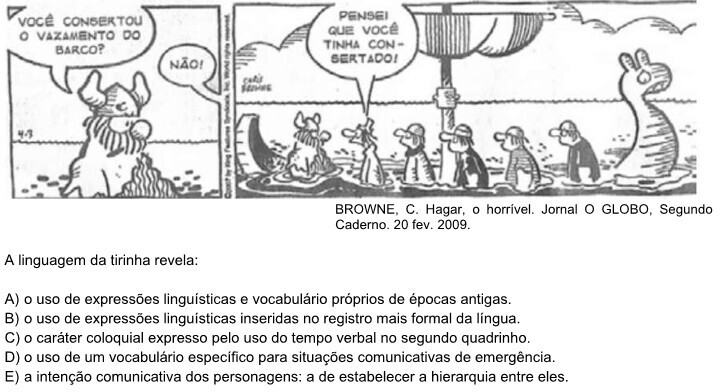 VOCÊ CONSERTOU
O VAZAMENTO DO
BARCO?
NÃO!
4-3
PENSEI
QUE VOCÊ
TINHA CON-
SERTADO!
CHRIS
BROWNE
BROWNE, C. Hagar, o horrível. Jornal O GLOBO, Segundo
Caderno. 20 fev. 2009.
A linguagem da tirinha revela:
A) o uso de expressões linguísticas e vocabulário próprios de épocas antigas.
B) o uso de expressões linguísticas inseridas no registro mais formal da língua.
C) o caráter coloquial expresso pelo uso do tempo verbal no segundo quadrinho.
D) o uso de um vocabulário específico para situações comunicativas de emergência.
E) a intenção comunicativa dos personagens: a de estabelecer a hierarquia entre eles.